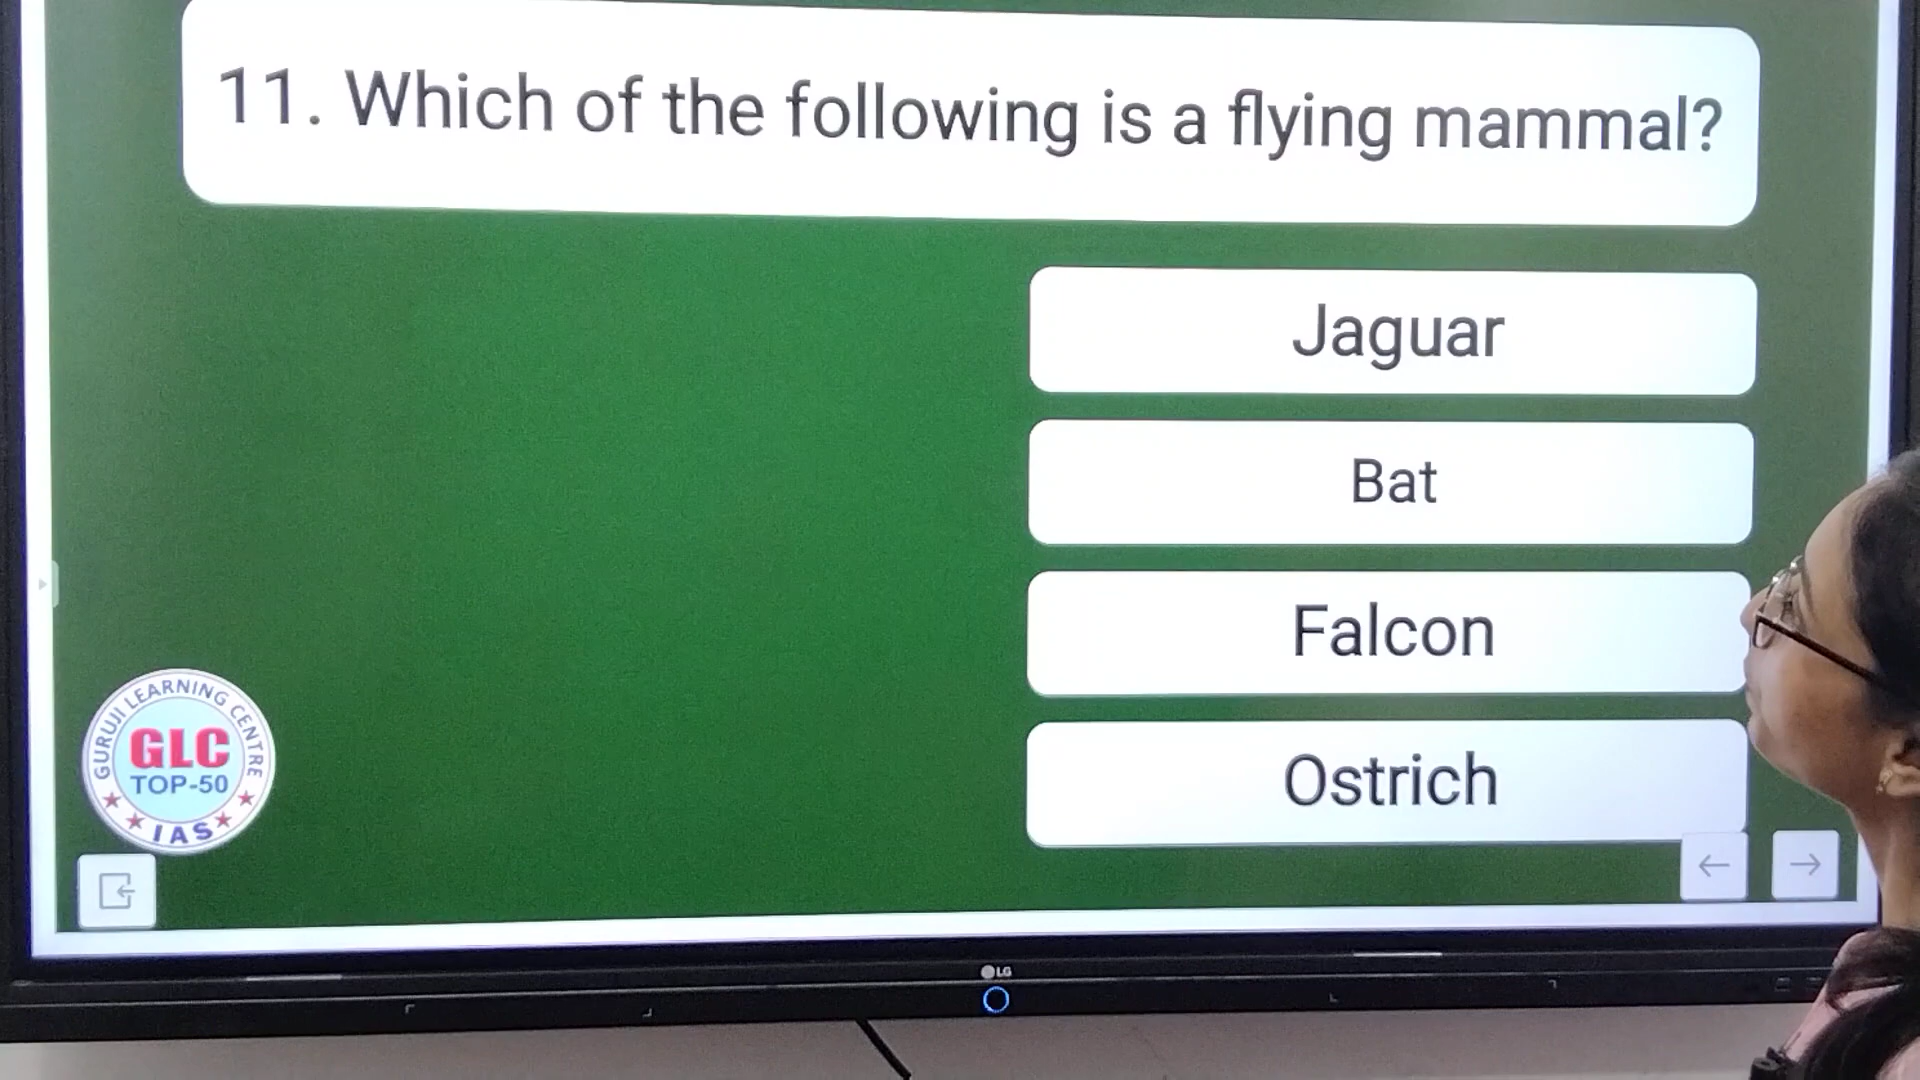 11. Which of the following is a flying mammal?
Jaguar
Bat
Falcon
Ostrich
GURUJI LEARNING CENTRE
GLC
TOP-50
IAS
LG